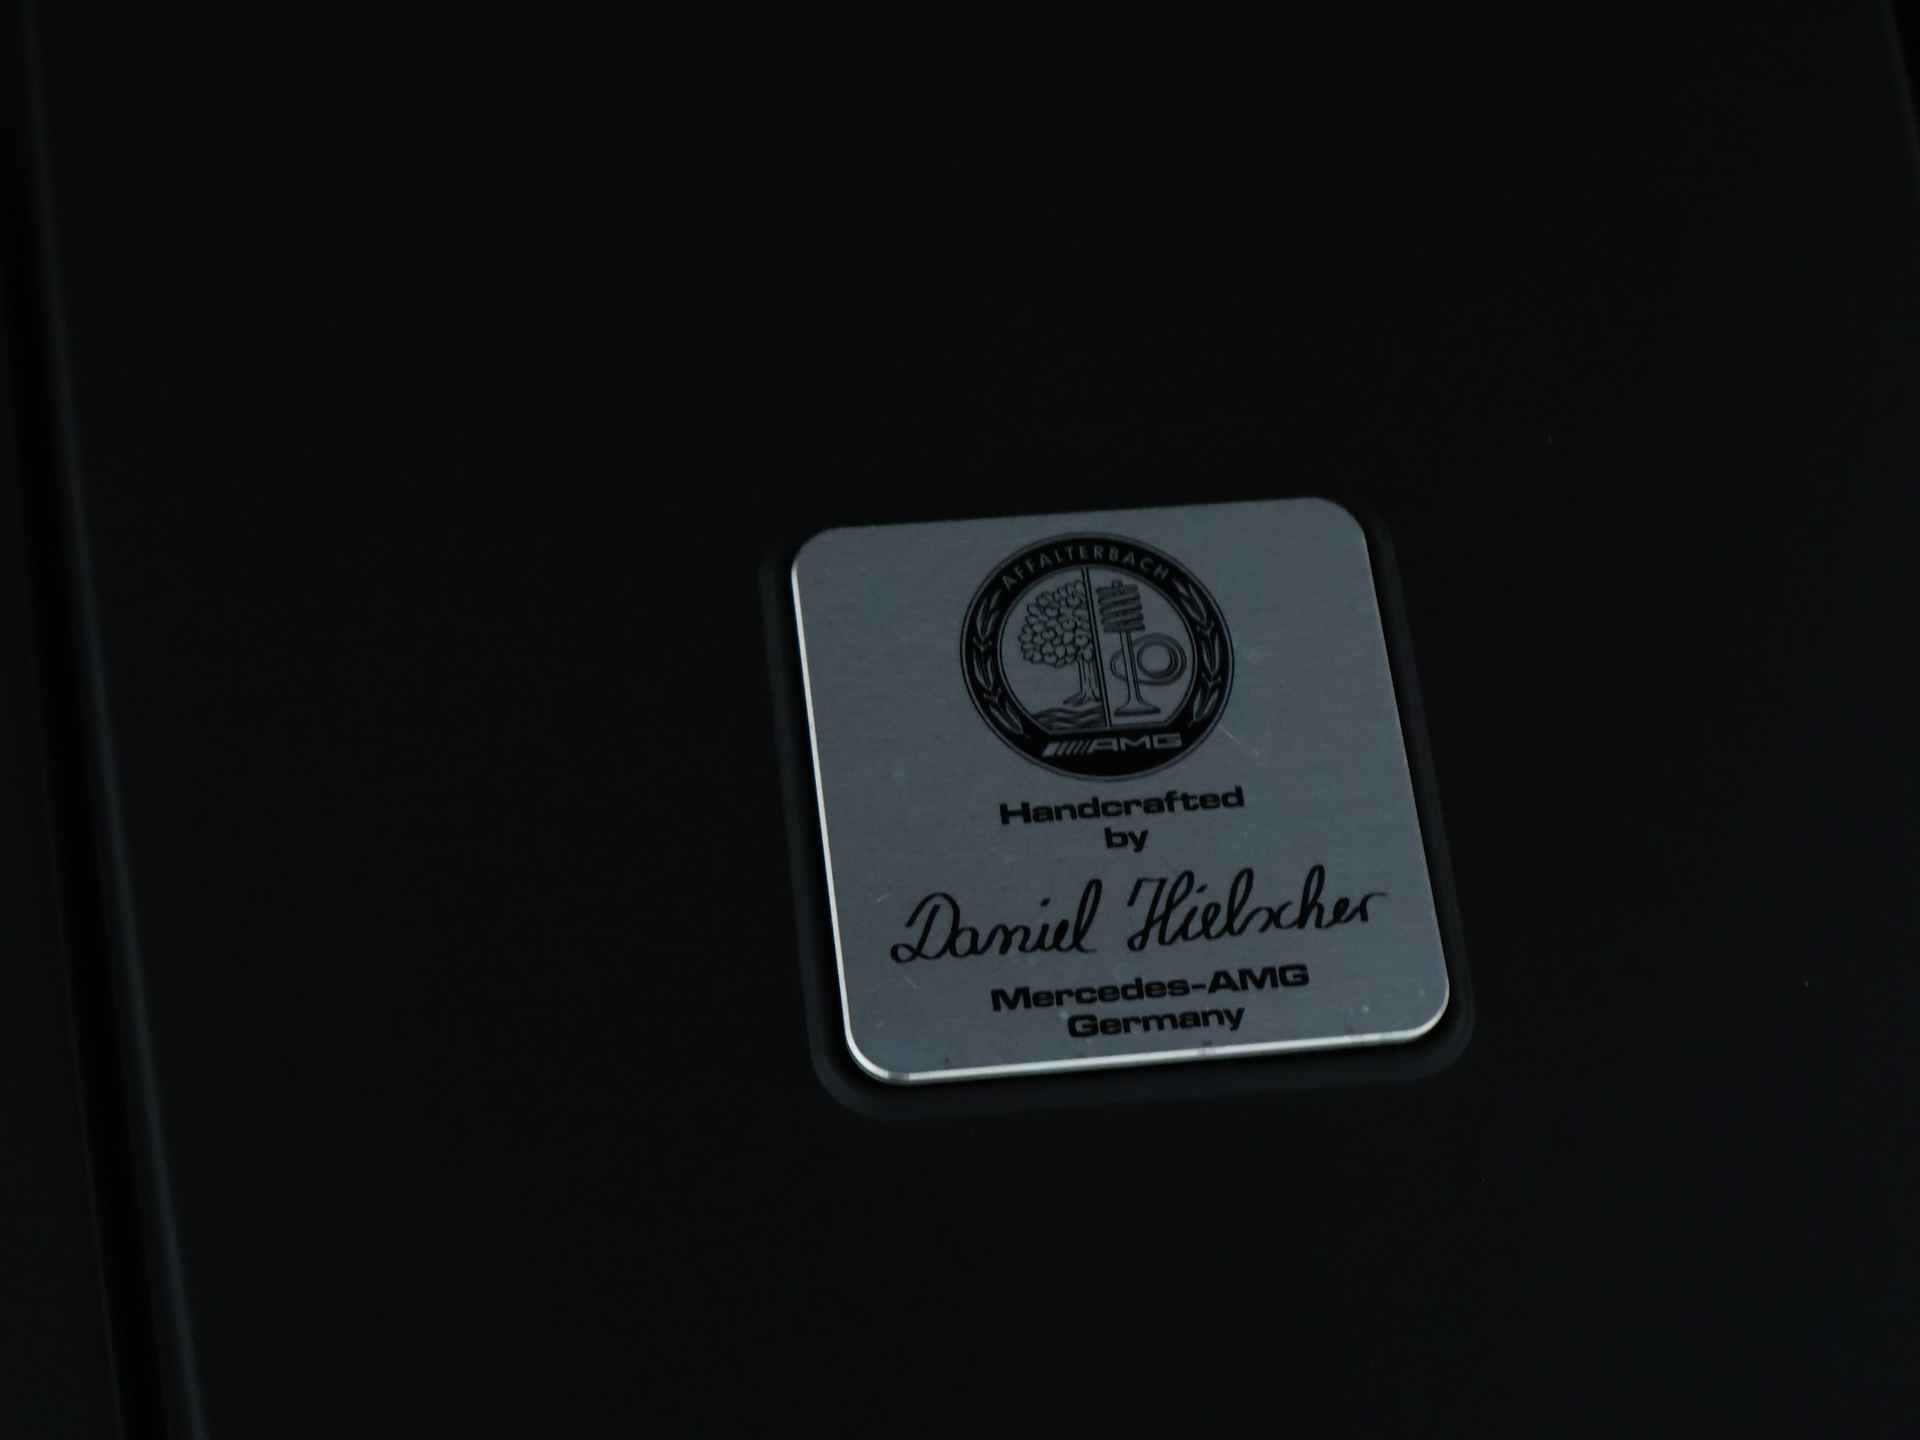 AFFALTERBACH
AMG
Handcrafted
by
Daniel Hielscher
Mercedes-AMG
Germany